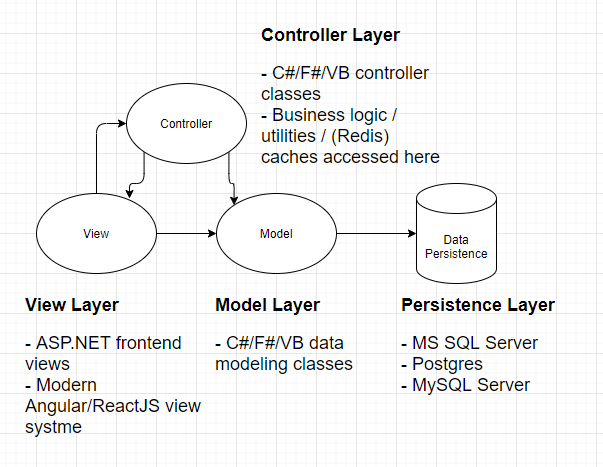 Controller Layer
- C#/F#/VB controller
classes
- Business logic /
utilities / (Redis)
caches accessed here
Controller
View
Model
Data
Persistence
View Layer
- ASP.NET frontend
views
- Modern
Angular/ReactJS view
systme
Model Layer
- C#/F#/VB data
modeling classes
Persistence Layer
- MS SQL Server
- Postgres
- MySQL Server